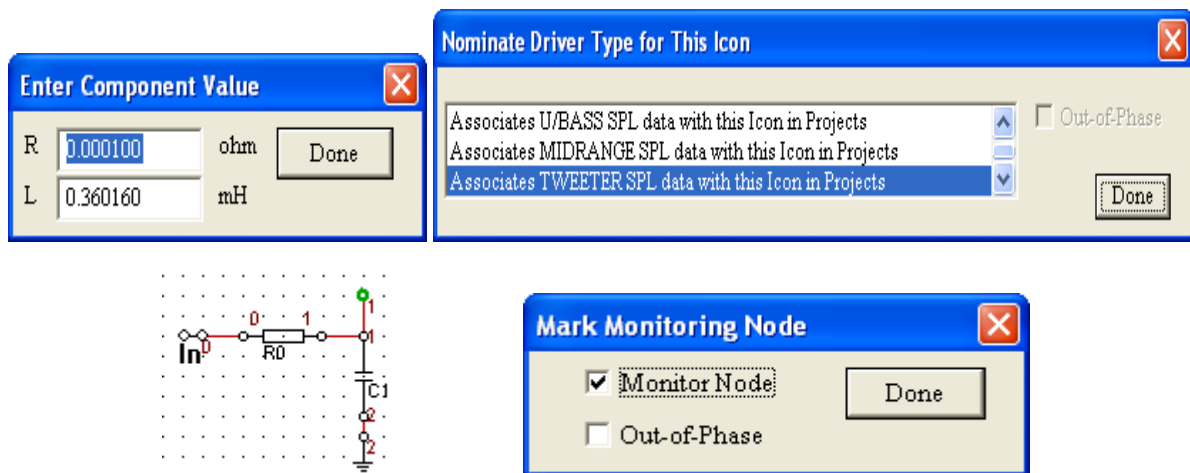 Enter Component Value
R 0.000100 ohm Done
L 0.360160 mH
Nominate Driver Type for This Icon
Associates U/BASS SPL data with this Icon in Projects
Associates MIDRANGE SPL data with this Icon in Projects
Associates TWEETER SPL data with this Icon in Projects
Out-of-Phase
Done
1
0 1 1
In 0 R0
C1
2
2
Mark Monitoring Node
Monitor Node Done
Out-of-Phase